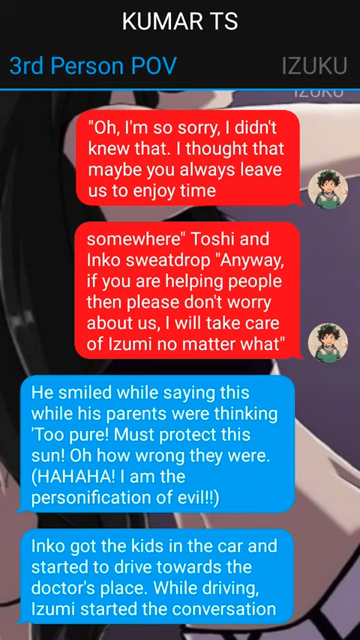 KUMAR TS
3rd Person POV
IZUKU
IZUKU
"Oh, I'm so sorry, I didn't
knew that. I thought that
maybe you always leave
us to enjoy time
somewhere" Toshi and
Inko sweatdrop "Anyway,
if you are helping people
then please don't worry
about us, I will take care
of Izumi no matter what"
He smiled while saying this
while his parents were thinking
'Too pure! Must protect this
sun! Oh how wrong they were.
(HAHAHA! I am the
personification of evil!!)
Inko got the kids in the car and
started to drive towards the
doctor's place. While driving,
Izumi started the conversation